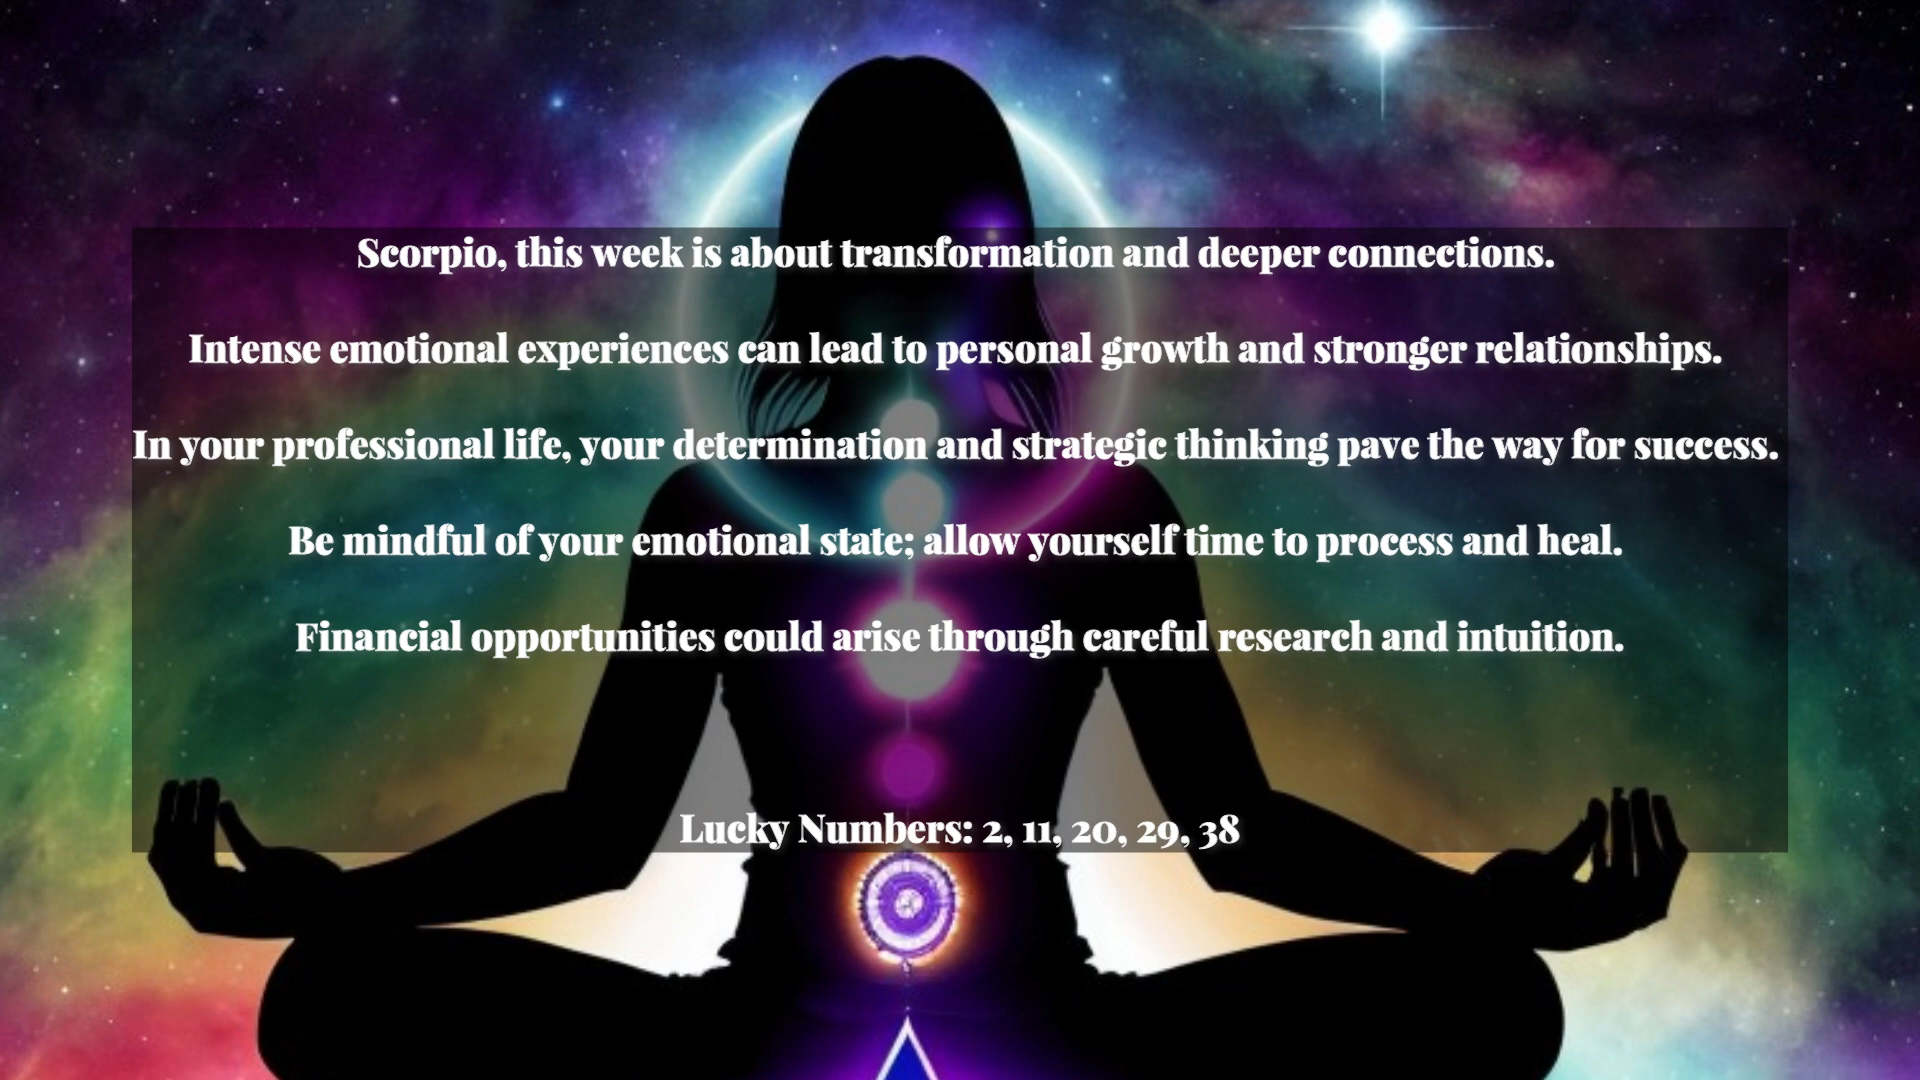 Scorpio, this week is about transformation and deeper connections.
Intense emotional experiences can lead to personal growth and stronger relationships.
In your professional life, your determination and strategic thinking pave the way for success.
Be mindful of your emotional state; allow yourself time to process and heal.
Financial opportunities could arise through careful research and intuition.
Lucky Numbers: 2, 11, 20, 29, 38